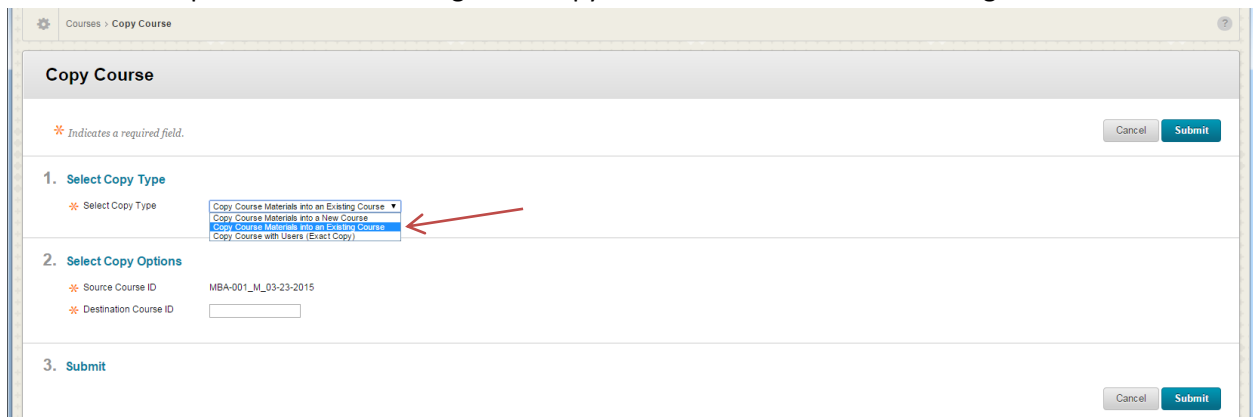 Courses > Copy Course
?
Copy Course
* Indicates a required field.
Cancel Submit
1. Select Copy Type
* Select Copy Type Copy Course Materials into an Existing Course ▼
Copy Course Materials into a New Course
Copy Course Materials into an Existing Course
Copy Course with Users (Exact Copy)
2. Select Copy Options
* Source Course ID MBA-001_M_03-23-2015
* Destination Course ID
3. Submit
Cancel Submit